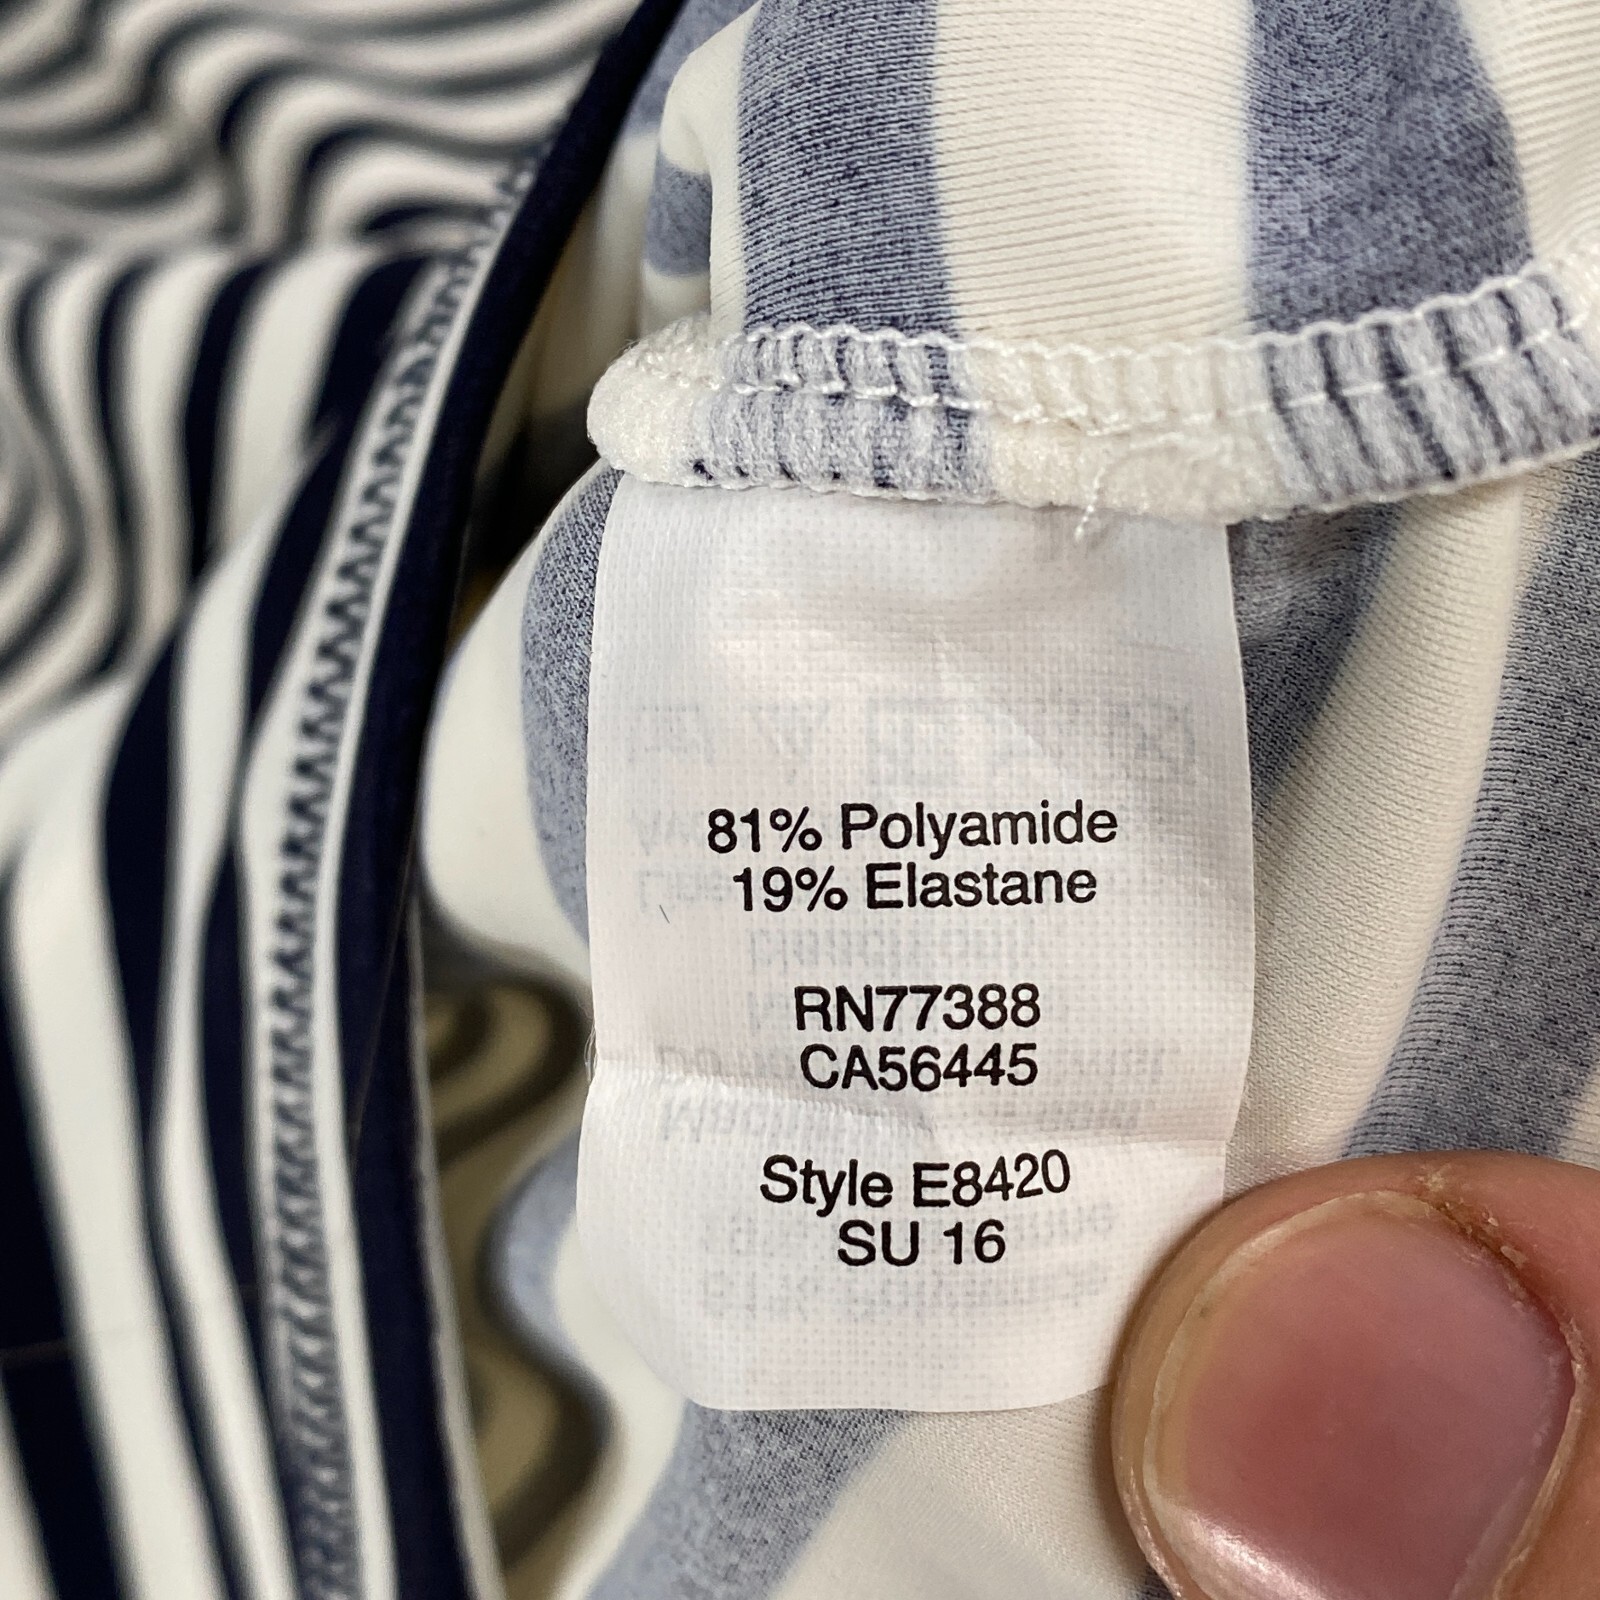 81% Polyamide
19% Elastane
RN77388
CA56445
Style E8420
SU 16